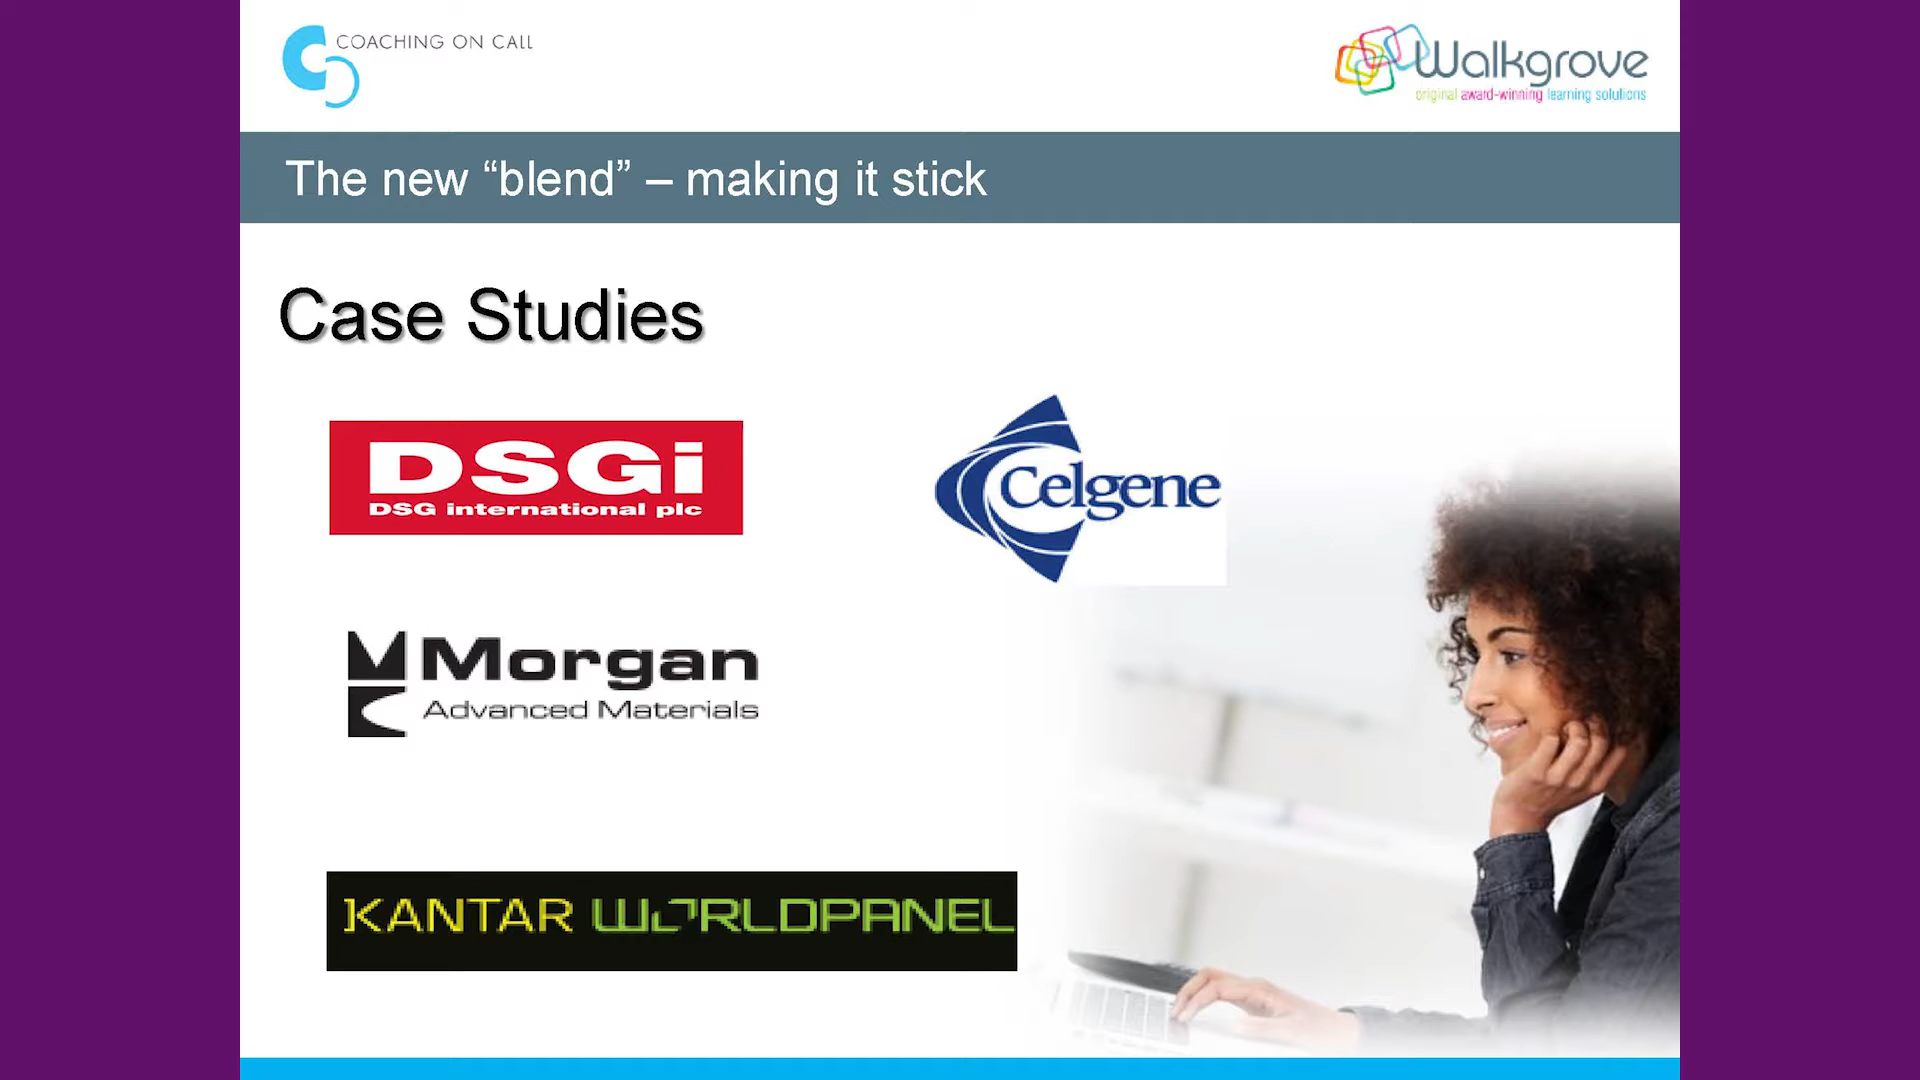 COACHING ON CALL
Walkgrove
original award-winning learning solutions
The new “blend” – making it stick
Case Studies
DSGi
DSG international plc
Celgene
Morgan
Advanced Materials
KANTAR WORLDPANEL